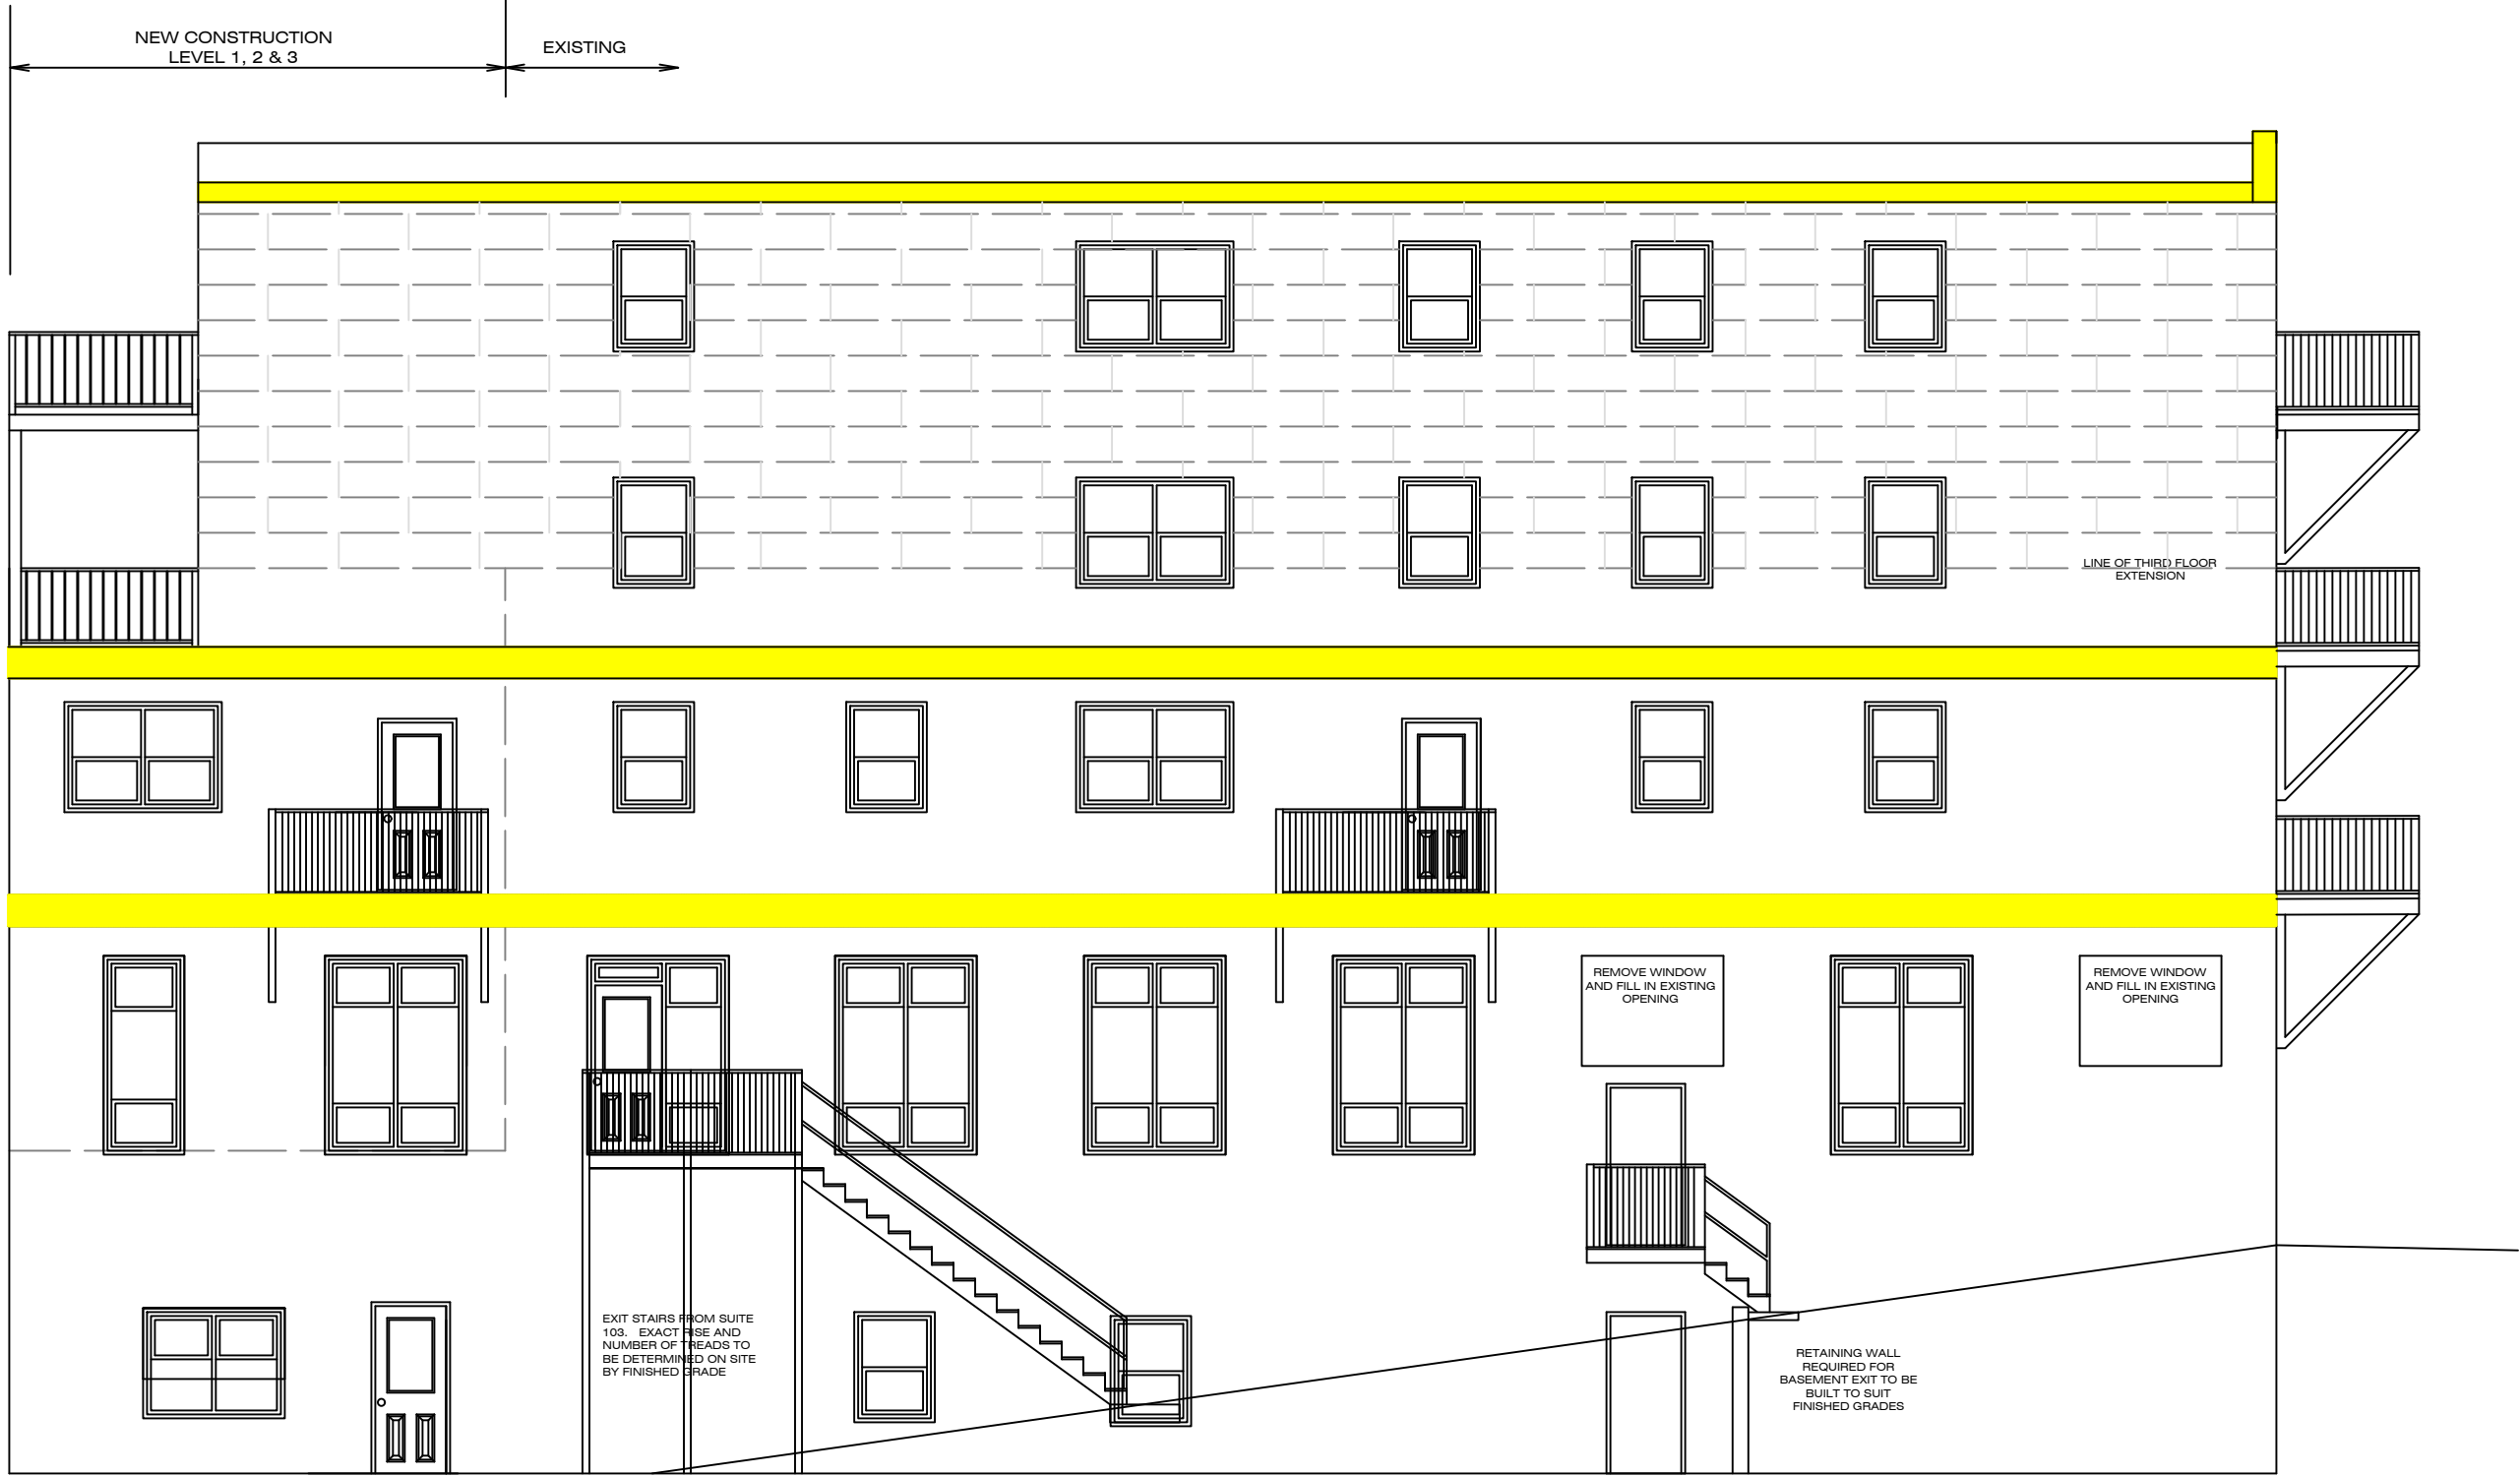 NEW CONSTRUCTION
LEVEL 1, 2 & 3
EXISTING
LINE OF THIRD FLOOR
EXTENSION
REMOVE WINDOW
AND FILL IN EXISTING
OPENING
REMOVE WINDOW
AND FILL IN EXISTING
OPENING
EXIT STAIRS FROM SUITE
103. EXACT RISE AND
NUMBER OF TREADS TO
BE DETERMINED ON SITE
BY FINISHED GRADE
RETAINING WALL
REQUIRED FOR
BASEMENT EXIT TO BE
BUILT TO SUIT
FINISHED GRADES